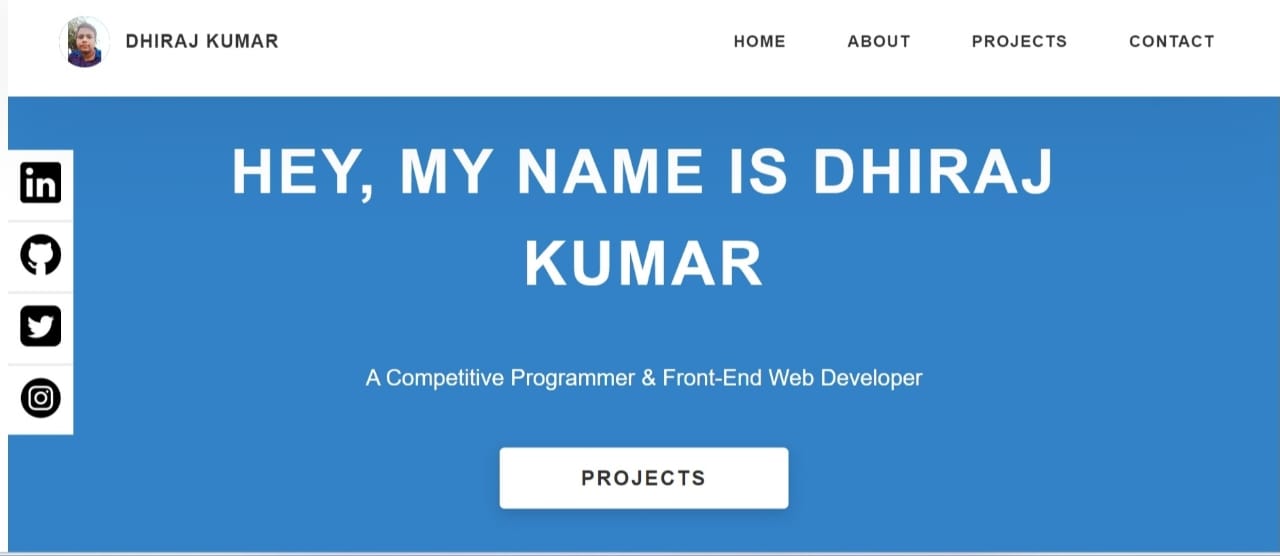 DHIRAJ KUMAR
HOME ABOUT PROJECTS CONTACT
HEY, MY NAME IS DHIRAJ
KUMAR
in
A Competitive Programmer & Front-End Web Developer
PROJECTS